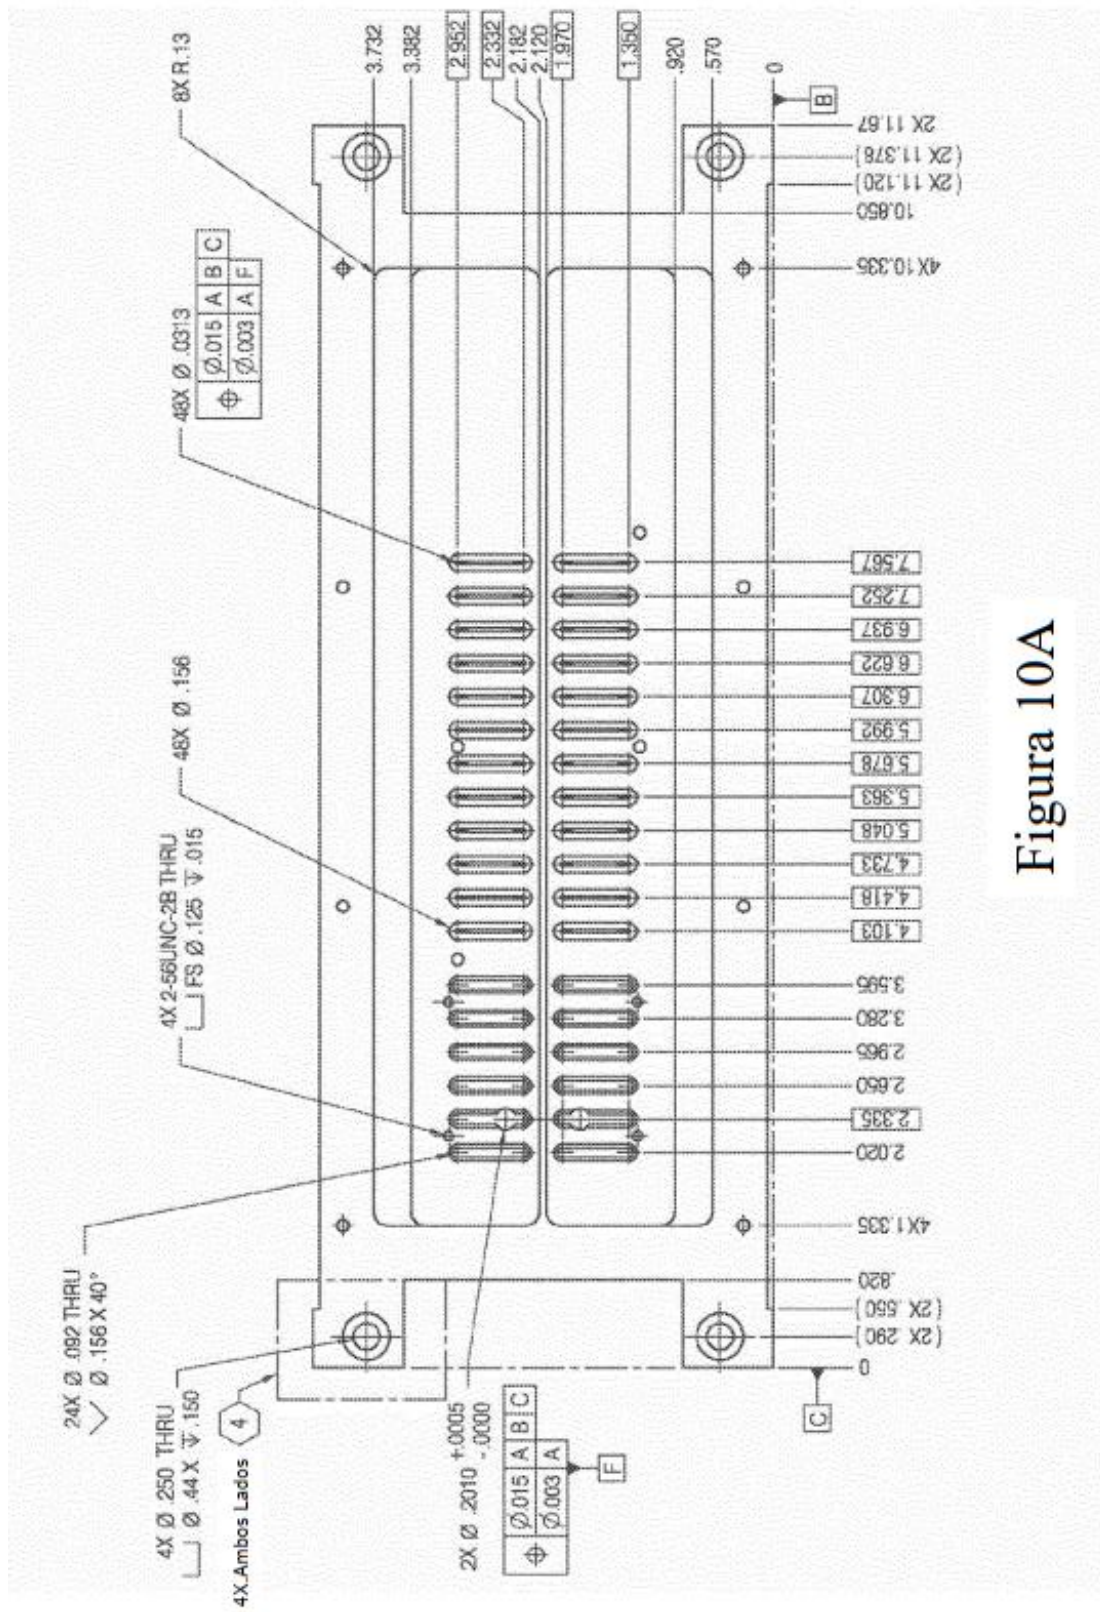 8X R.13
48X Ø .0313
⌖ Ø.015 A B C
Ø.003 A F
48X Ø .156
4X 2-56UNC-2B THRU
⌴ FS Ø .125 ↧ .015
24X Ø .092 THRU
⌵ Ø .156 X 40°
4X Ø .250 THRU
⌴ Ø .44 X ↧ .150
4X.Ambos Lados 4
2X Ø .2010 +.0005
-.0000
⌖ Ø.015 A B C
Ø.003 A
F
3.732
3.382
2.952
2.332
2.182
2.120
1.970
1.350
.920
.570
0
B
2X 11.67
(2X 11.378)
(2X 11.120)
10.850
4X 10.335
7.567
7.252
6.937
6.622
6.307
5.992
5.678
5.363
5.048
4.733
4.418
4.103
3.595
3.280
2.965
2.650
2.335
2.020
4X 1.335
.820
(2X .550)
(2X .290)
0
C
Figura 10A